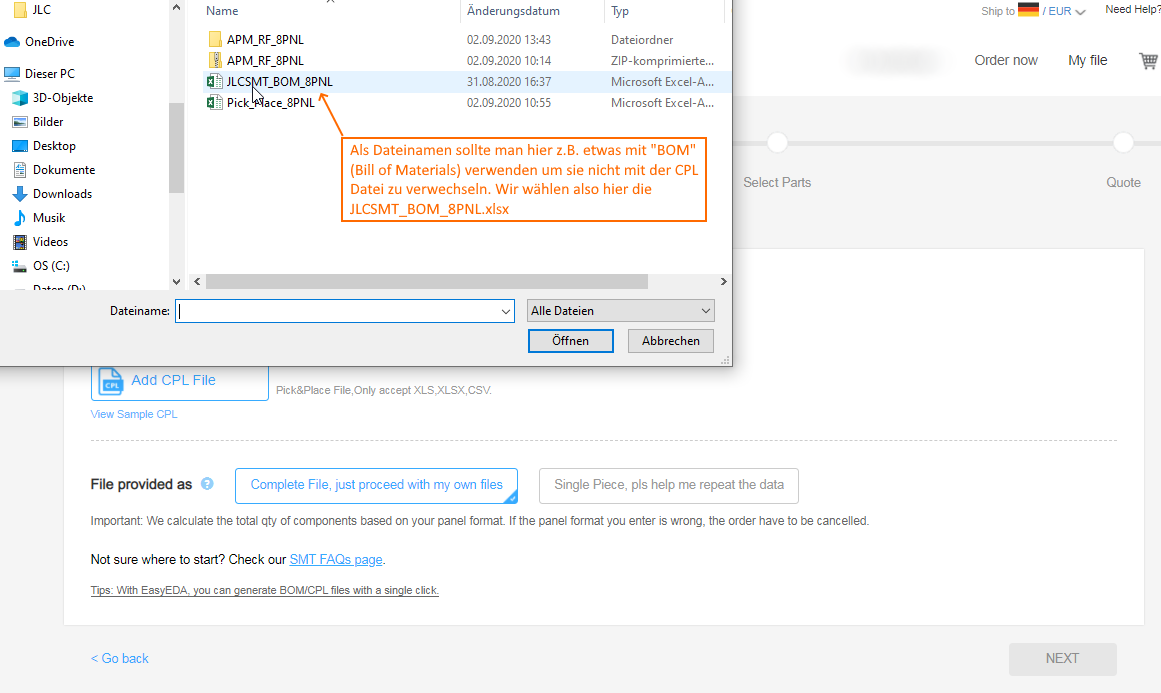 JLC
OneDrive
Dieser PC
3D-Objekte
Bilder
Desktop
Dokumente
Downloads
Musik
Videos
OS (C:)
Daten (D:)
Name Änderungsdatum Typ
APM_RF_8PNL 02.09.2020 13:43 Dateiordner
APM_RF_8PNL 02.09.2020 10:14 ZIP-komprimierte...
JLCSMT_BOM_8PNL 31.08.2020 16:37 Microsoft Excel-A...
Pick_Place_8PNL 02.09.2020 10:55 Microsoft Excel-A...
Als Dateinamen sollte man hier z.B. etwas mit "BOM"
(Bill of Materials) verwenden um sie nicht mit der CPL
Datei zu verwechseln. Wir wählen also hier die
JLCSMT_BOM_8PNL.xlsx
Dateiname: Alle Dateien
Öffnen Abbrechen
Ship to / EUR Need Help?
Order now My file
Select Parts Quote
CPL Add CPL File Pick&Place File,Only accept XLS,XLSX,CSV.
View Sample CPL
File provided as ? Complete File, just proceed with my own files Single Piece, pls help me repeat the data
Important: We calculate the total qty of components based on your panel format. If the panel format you enter is wrong, the order have to be cancelled.
Not sure where to start? Check our SMT FAQs page.
Tips: With EasyEDA, you can generate BOM/CPL files with a single click.
< Go back NEXT